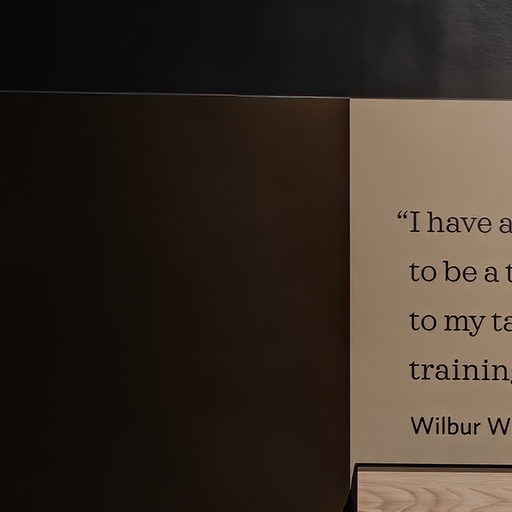 “I have a
to be a t
to my ta
training
Wilbur W